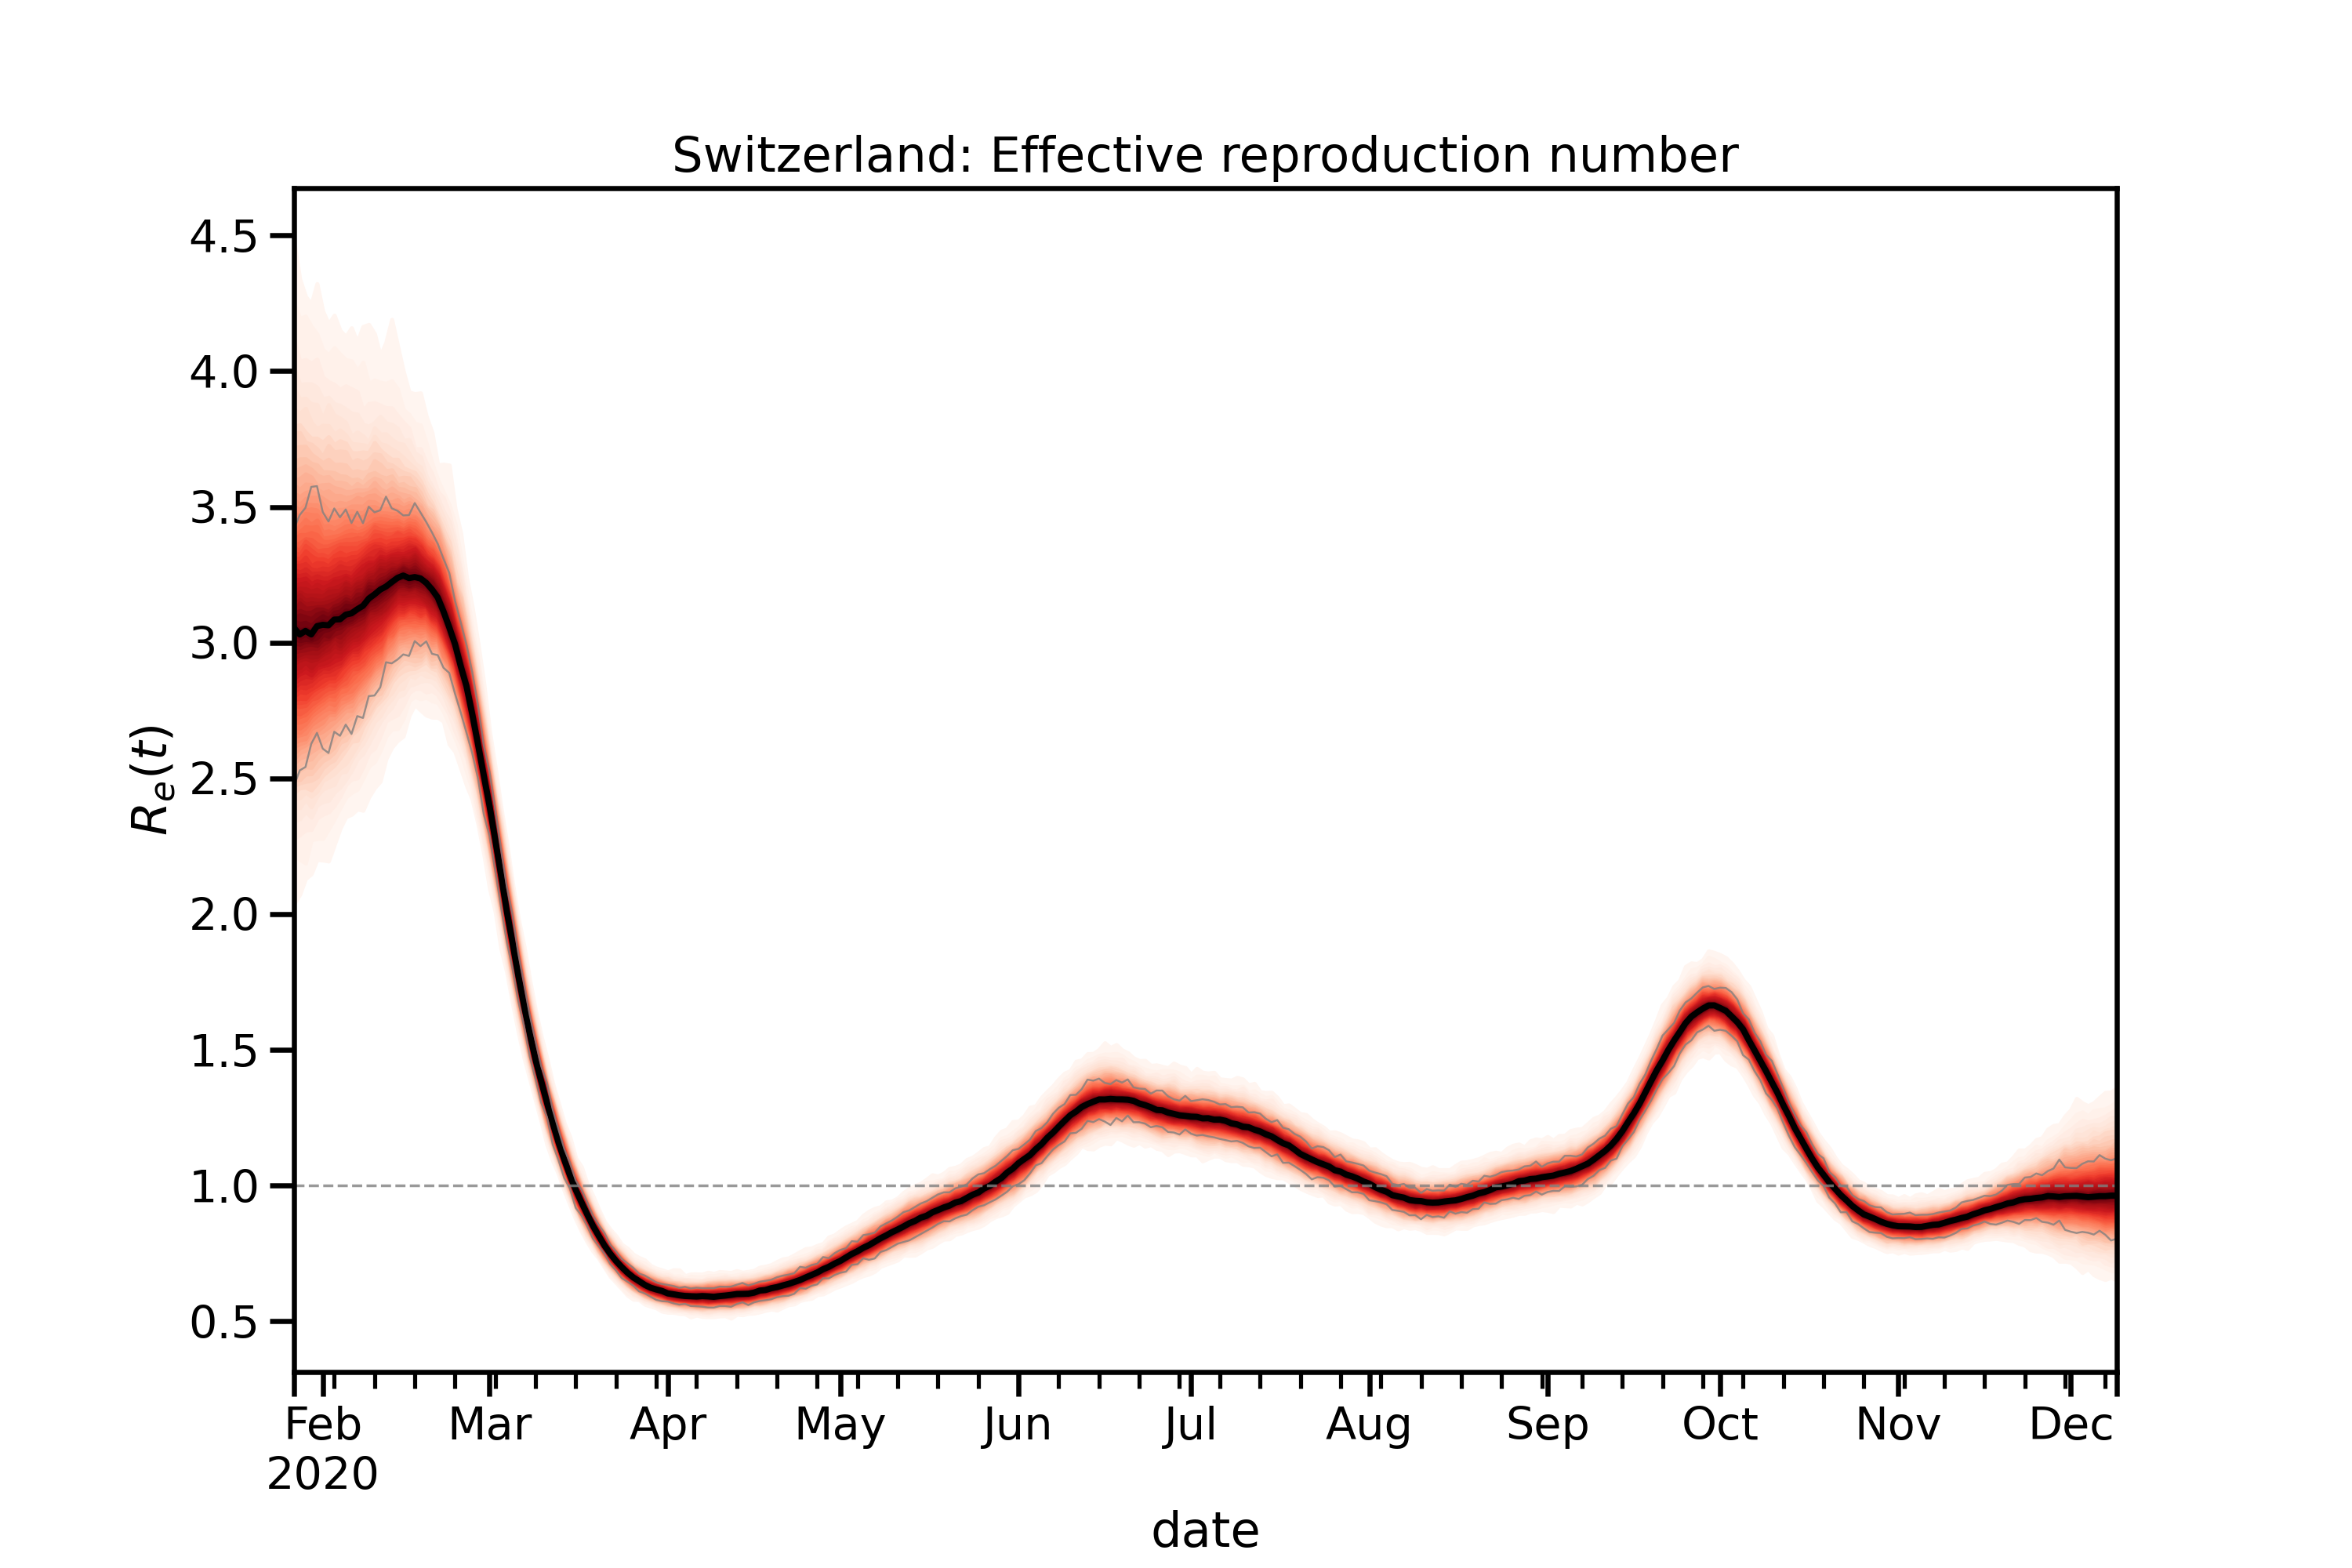 Switzerland: Effective reproduction number
4.5
4.0
3.5
3.0
2.5
2.0
1.5
1.0
0.5
Rₑ(t)
Feb Mar Apr May Jun Jul Aug Sep Oct Nov Dec
2020
date